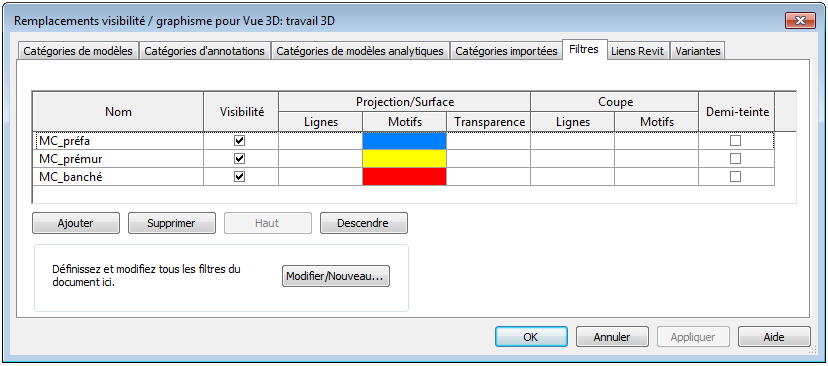 Remplacements visibilité / graphisme pour Vue 3D: travail 3D
Catégories de modèles Catégories d'annotations Catégories de modèles analytiques Catégories importées Filtres Liens Revit Variantes
Nom Visibilité Projection/Surface Coupe Demi-teinte
Lignes Motifs Transparence Lignes Motifs
MC_préfa
MC_prémur
MC_banché
Ajouter Supprimer Haut Descendre
Définissez et modifiez tous les filtres du
document ici.
Modifier/Nouveau...
OK Annuler Appliquer Aide